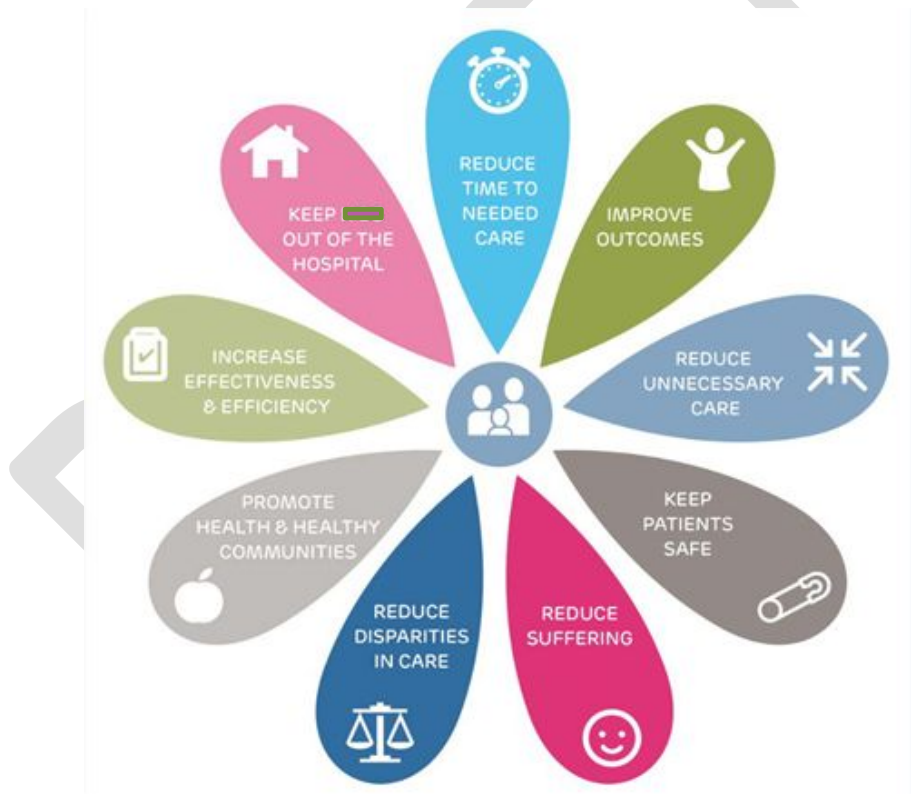 REDUCE
TIME TO
NEEDED
CARE
IMPROVE
OUTCOMES
REDUCE
UNNECESSARY
CARE
KEEP
PATIENTS
SAFE
REDUCE
SUFFERING
REDUCE
DISPARITIES
IN CARE
PROMOTE
HEALTH & HEALTHY
COMMUNITIES
INCREASE
EFFECTIVENESS
& EFFICIENCY
KEEP
OUT OF THE
HOSPITAL